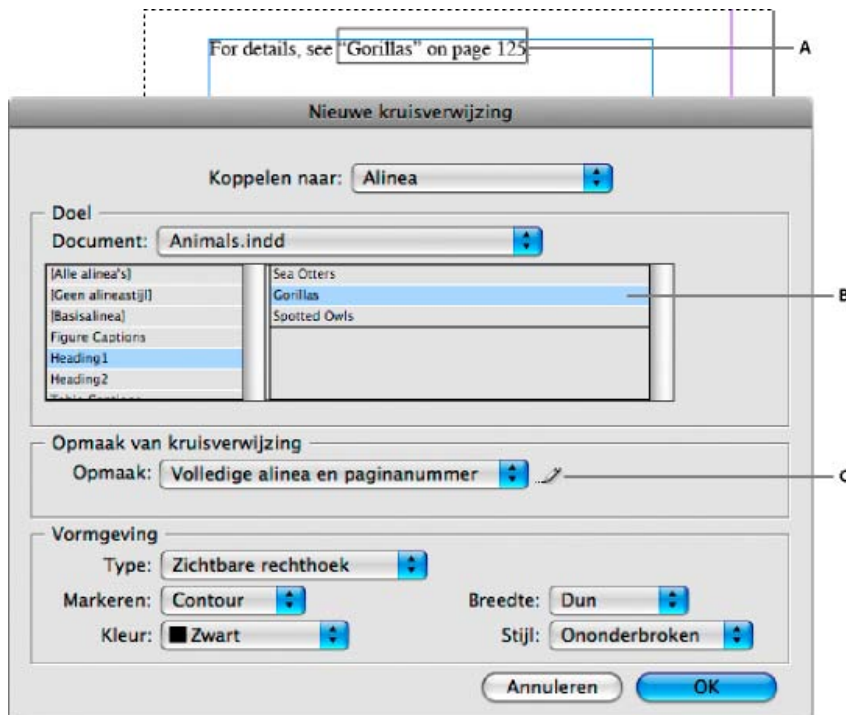 For details, see “Gorillas” on page 125
A
Nieuwe kruisverwijzing
Koppelen naar: Alinea
Doel
Document: Animals.indd
[Alle alinea's]
[Geen alineastijl]
[Basisalinea]
Figure Captions
Heading1
Heading2
Table Captions
Sea Otters
Gorillas
Spotted Owls
B
Opmaak van kruisverwijzing
Opmaak: Volledige alinea en paginanummer
C
Vormgeving
Type: Zichtbare rechthoek
Markeren: Contour Breedte: Dun
Kleur: Zwart Stijl: Ononderbroken
Annuleren OK